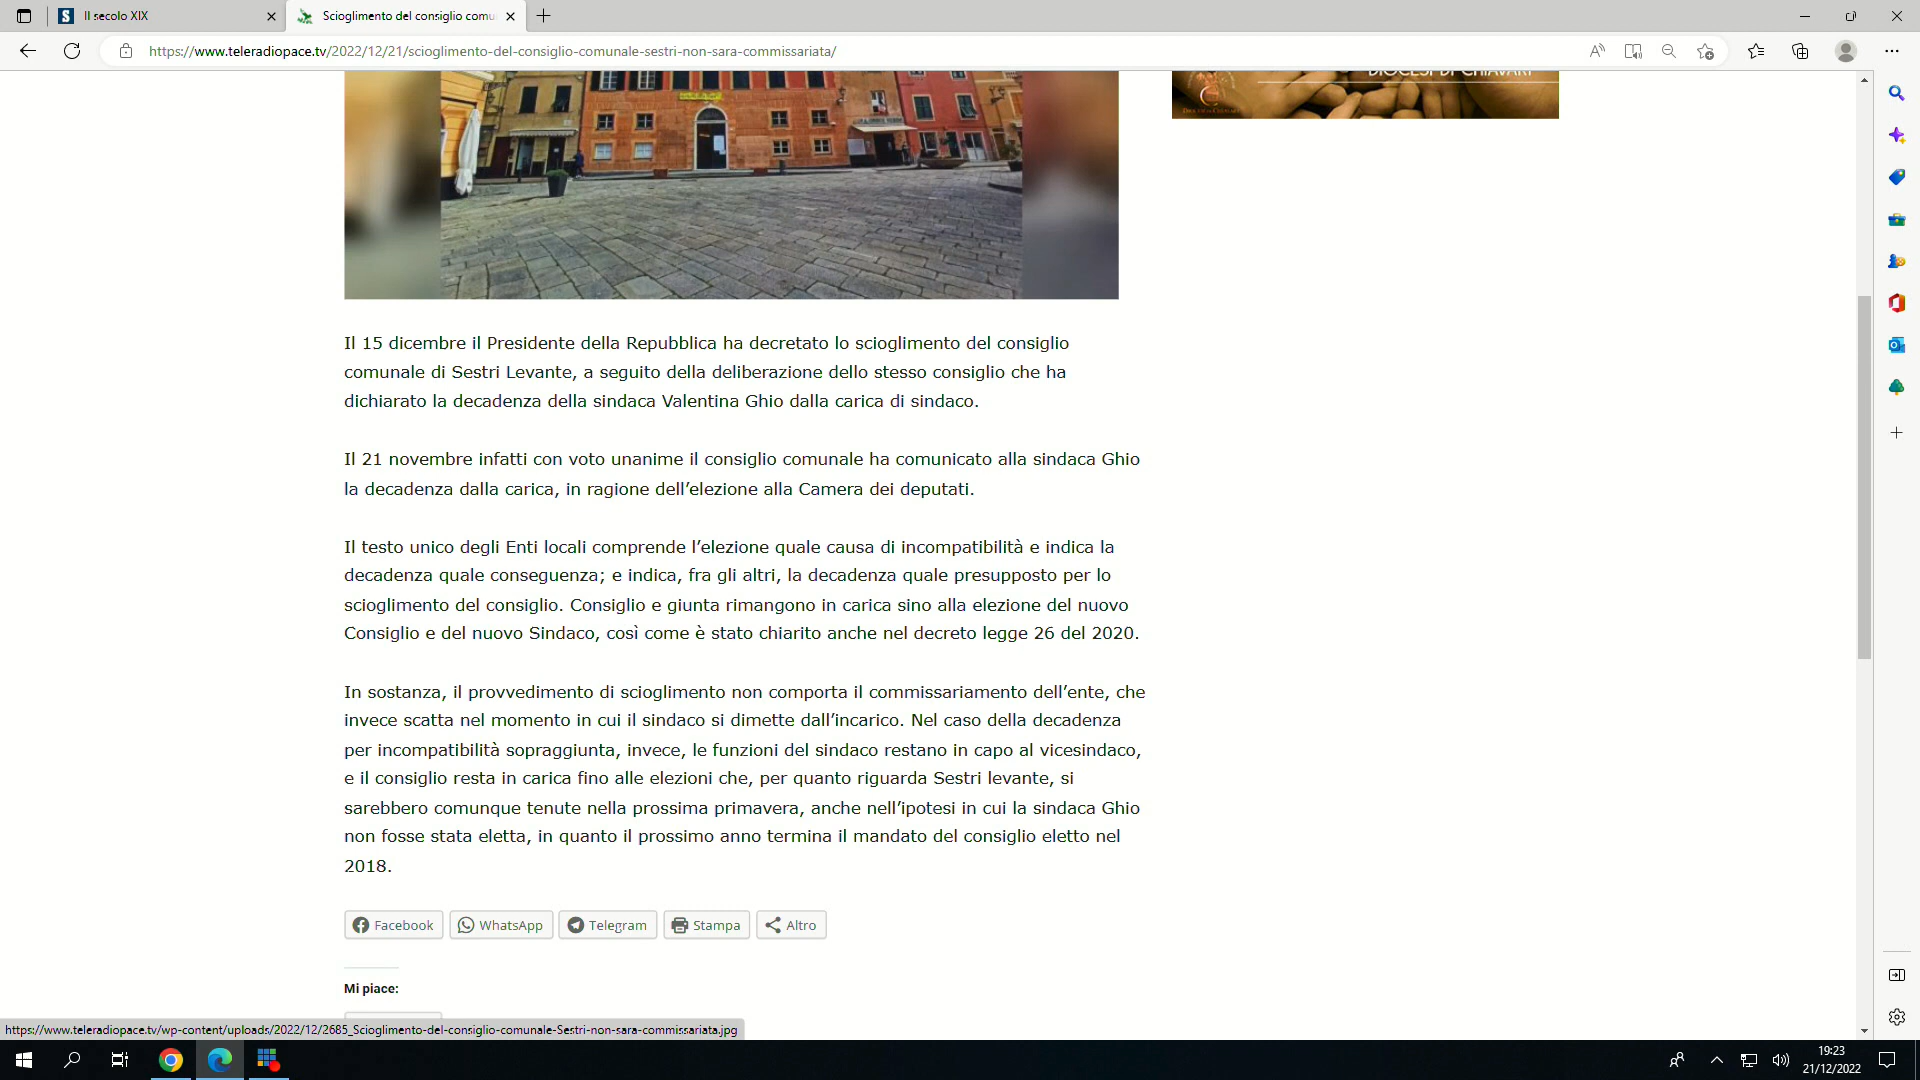 Il secolo XIX
Scioglimento del consiglio comu
https://www.teleradiopace.tv/2022/12/21/scioglimento-del-consiglio-comunale-sestri-non-sara-commissariata/
DIOCESI DI CHIAVARI
Il 15 dicembre il Presidente della Repubblica ha decretato lo scioglimento del consiglio
comunale di Sestri Levante, a seguito della deliberazione dello stesso consiglio che ha
dichiarato la decadenza della sindaca Valentina Ghio dalla carica di sindaco.
Il 21 novembre infatti con voto unanime il consiglio comunale ha comunicato alla sindaca Ghio
la decadenza dalla carica, in ragione dell’elezione alla Camera dei deputati.
Il testo unico degli Enti locali comprende l’elezione quale causa di incompatibilità e indica la
decadenza quale conseguenza; e indica, fra gli altri, la decadenza quale presupposto per lo
scioglimento del consiglio. Consiglio e giunta rimangono in carica sino alla elezione del nuovo
Consiglio e del nuovo Sindaco, così come è stato chiarito anche nel decreto legge 26 del 2020.
In sostanza, il provvedimento di scioglimento non comporta il commissariamento dell’ente, che
invece scatta nel momento in cui il sindaco si dimette dall’incarico. Nel caso della decadenza
per incompatibilità sopraggiunta, invece, le funzioni del sindaco restano in capo al vicesindaco,
e il consiglio resta in carica fino alle elezioni che, per quanto riguarda Sestri levante, si
sarebbero comunque tenute nella prossima primavera, anche nell’ipotesi in cui la sindaca Ghio
non fosse stata eletta, in quanto il prossimo anno termina il mandato del consiglio eletto nel
2018.
Facebook WhatsApp Telegram Stampa Altro
Mi piace:
https://www.teleradiopace.tv/wp-content/uploads/2022/12/2685_Scioglimento-del-consiglio-comunale-Sestri-non-sara-commissariata.jpg
19:23
21/12/2022